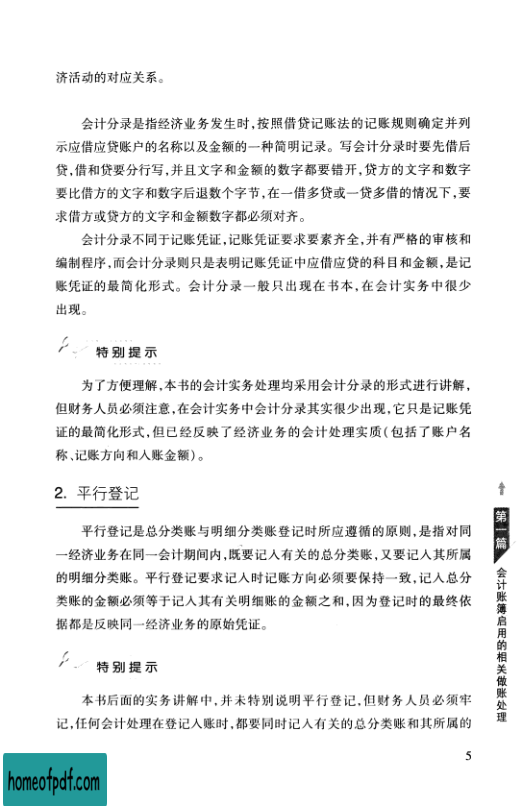 济活动的对应关系。
会计分录是指经济业务发生时,按照借贷记账法的记账规则确定并列
示应借应贷账户的名称以及金额的一种简明记录。写会计分录时要先借后
贷,借和贷要分行写,并且文字和金额的数字都要错开,贷方的文字和数字
要比借方的文字和数字后退数个字节,在一借多贷或一贷多借的情况下,要
求借方或贷方的文字和金额数字都必须对齐。
会计分录不同于记账凭证,记账凭证要求要素齐全,并有严格的审核和
编制程序,而会计分录则只是表明记账凭证中应借应贷的科目和金额,是记
账凭证的最简化形式。会计分录一般只出现在书本,在会计实务中很少
出现。
特别提示
为了方便理解,本书的会计实务处理均采用会计分录的形式进行讲解,
但财务人员必须注意,在会计实务中会计分录其实很少出现,它只是记账凭
证的最简化形式,但已经反映了经济业务的会计处理实质(包括了账户名
称、记账方向和入账金额)。
2. 平行登记
平行登记是总分类账与明细分类账登记时所应遵循的原则,是指对同
一经济业务在同一会计期间内,既要记入有关的总分类账,又要记入其所属
的明细分类账。平行登记要求记入时记账方向必须要保持一致,记入总分
类账的金额必须等于记入其有关明细账的金额之和,因为登记时的最终依
据都是反映同一经济业务的原始凭证。
特别提示
本书后面的实务讲解中,并未特别说明平行登记,但财务人员必须牢
记,任何会计处理在登记入账时,都要同时记入有关的总分类账和其所属的
第一篇
会计账簿启用的相关做账处理
5
homeofpdf.com